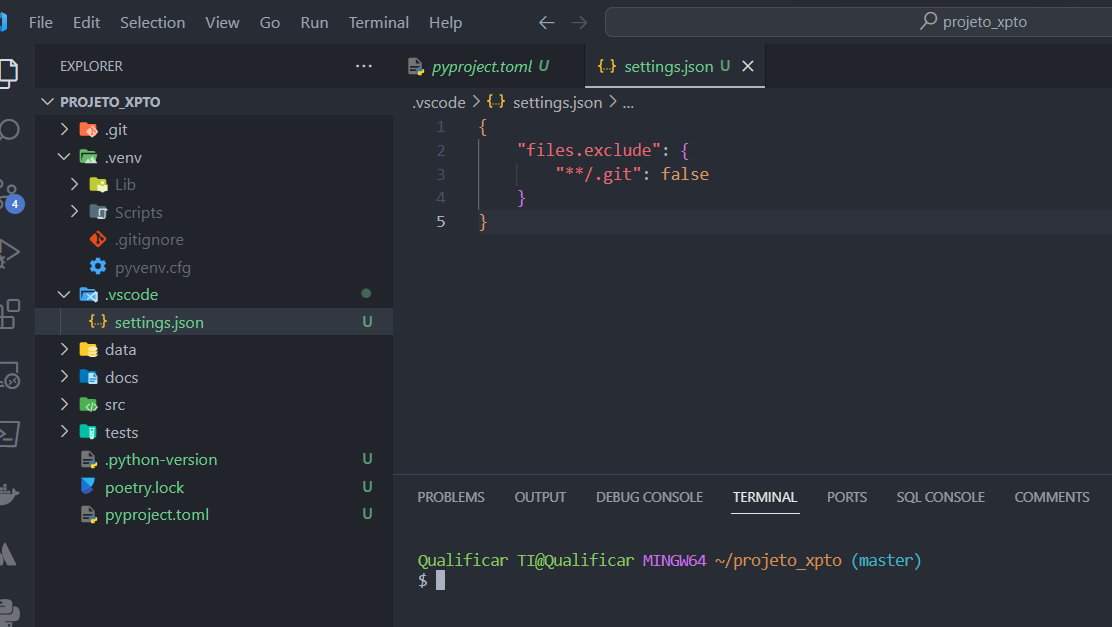 File Edit Selection View Go Run Terminal Help projeto_xpto
EXPLORER ...
pyproject.toml U
settings.json U
PROJETO_XPTO
.vscode > settings.json > ...
.git
.venv
Lib
Scripts
.gitignore
pyvenv.cfg
.vscode
settings.json U
data
docs
src
tests
.python-version U
poetry.lock U
pyproject.toml U
4
1 {
2 "files.exclude": {
3 "**/.git": false
4 }
5 }
PROBLEMS OUTPUT DEBUG CONSOLE TERMINAL PORTS SQL CONSOLE COMMENTS
Qualificar TI@Qualificar MINGW64 ~/projeto_xpto (master)
$